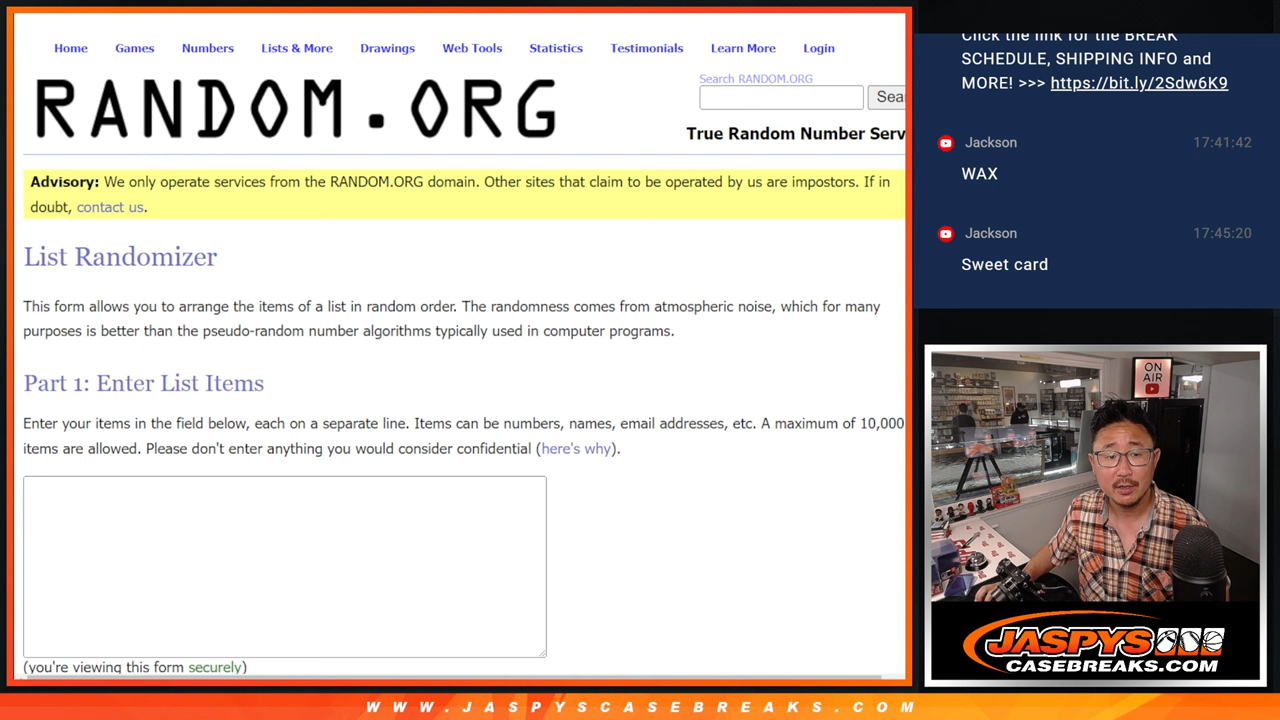 Home Games Numbers Lists & More Drawings Web Tools Statistics Testimonials Learn More Login
RANDOM.ORG
Search RANDOM.ORG
Sea
True Random Number Serv
Advisory: We only operate services from the RANDOM.ORG domain. Other sites that claim to be operated by us are impostors. If in
doubt, contact us.
List Randomizer
This form allows you to arrange the items of a list in random order. The randomness comes from atmospheric noise, which for many
purposes is better than the pseudo-random number algorithms typically used in computer programs.
Part 1: Enter List Items
Enter your items in the field below, each on a separate line. Items can be numbers, names, email addresses, etc. A maximum of 10,000
items are allowed. Please don't enter anything you would consider confidential (here's why).
(you're viewing this form securely)
Click the link for the BREAK
SCHEDULE, SHIPPING INFO and
MORE! >>> https://bit.ly/2Sdw6K9
Jackson 17:41:42
WAX
Jackson 17:45:20
Sweet card
ON
AIR
JASPYS
CASEBREAKS.COM
WWW.JASPYSCASEBREAKS.COM